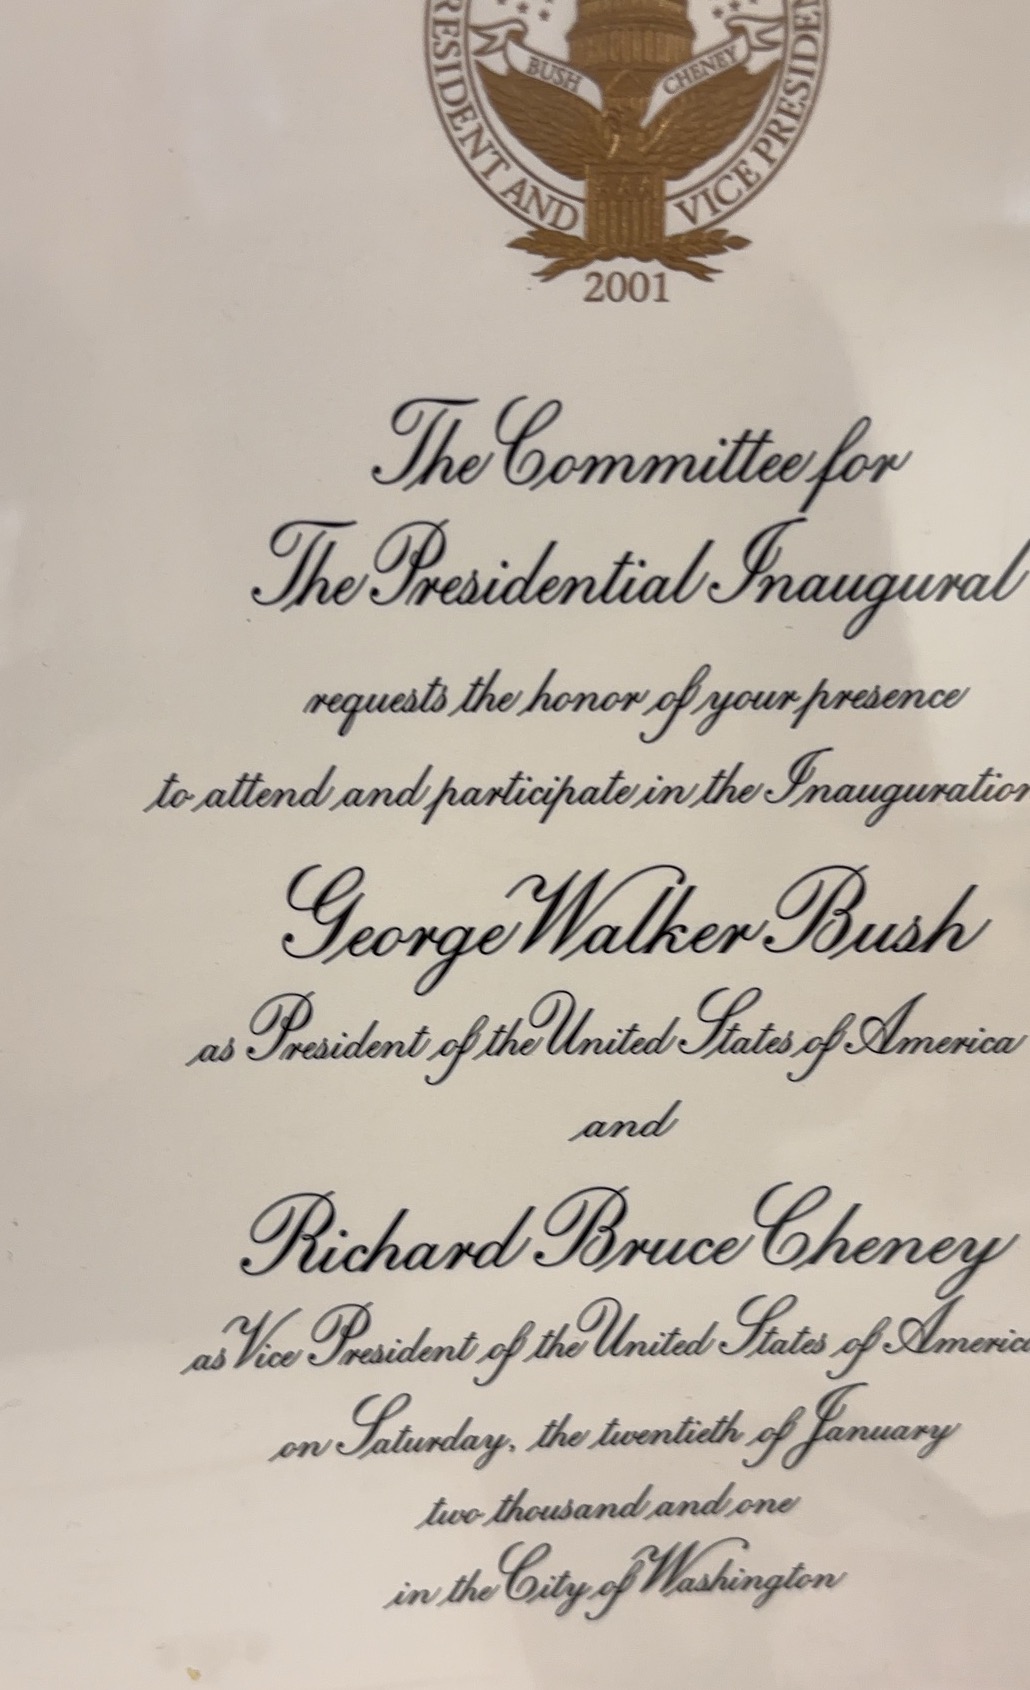 BUSH
CHENEY
RESIDENT AND
VICE PRESIDEN
2001
The Committee for
The Presidential Inaugural
requests the honor of your presence
to attend and participate in the Inauguration
George Walker Bush
as President of the United States of America
and
Richard Bruce Cheney
as Vice President of the United States of America
on Saturday, the twentieth of January
two thousand and one
in the City of Washington